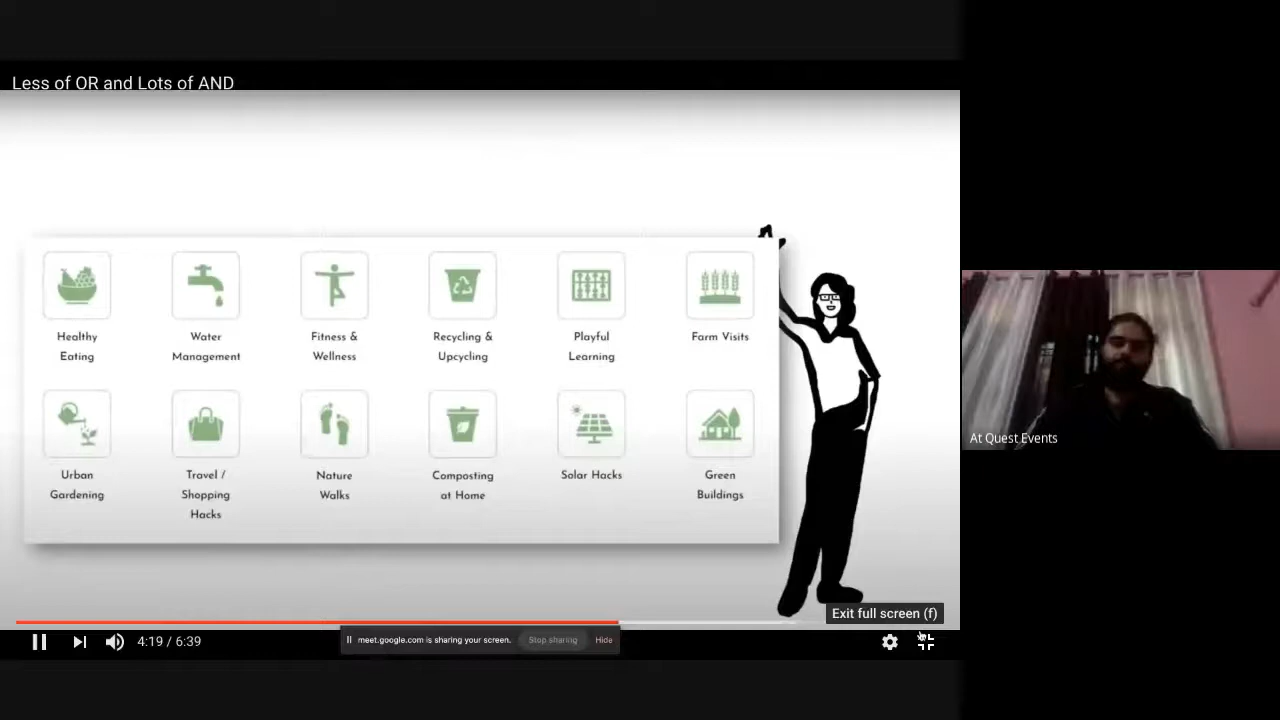 Less of OR and Lots of AND
Healthy
Eating
Water
Management
Fitness &
Wellness
Recycling &
Upcycling
Playful
Learning
Farm Visits
Urban
Gardening
Travel /
Shopping
Hacks
Nature
Walks
Composting
at Home
Solar Hacks
Green
Buildings
At Quest Events
Exit full screen (f)
4:19 / 6:39
meet.google.com is sharing your screen.
Stop sharing
Hide